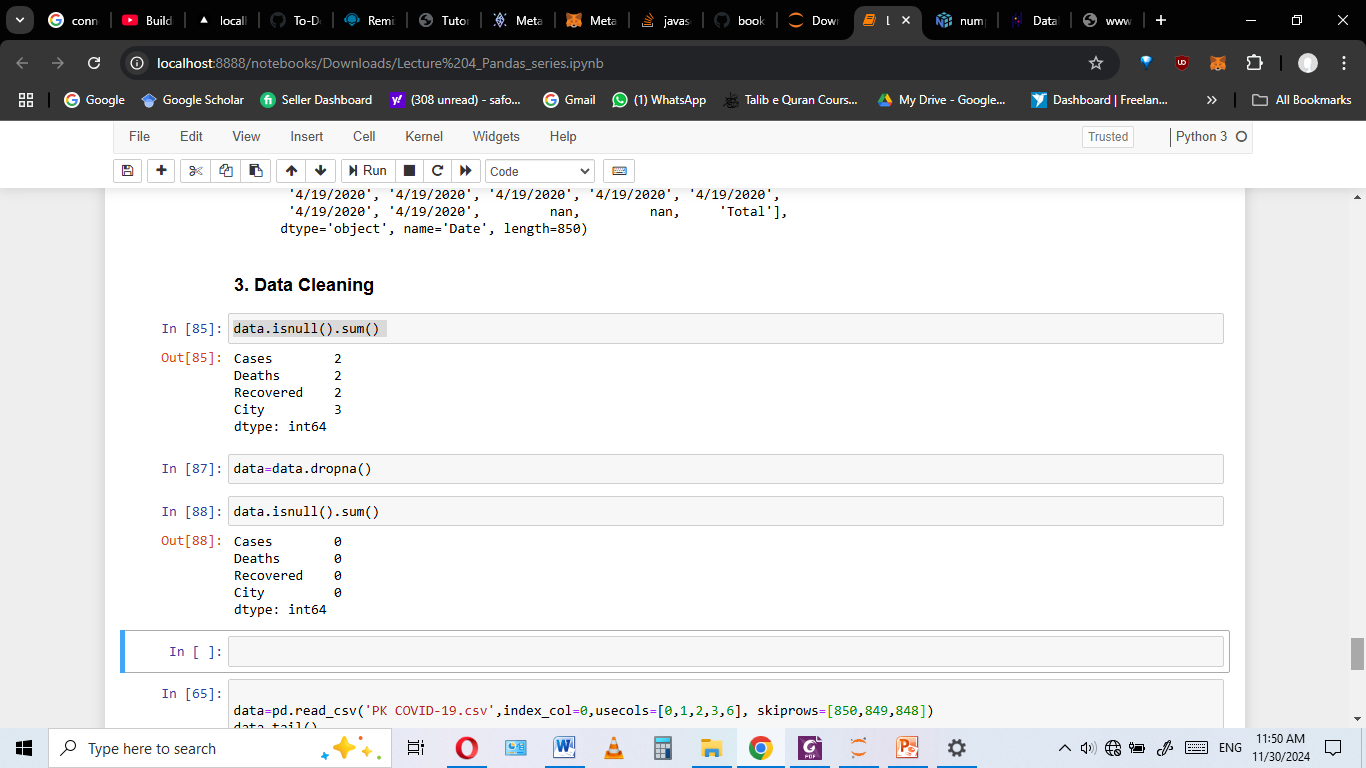 conn
Build
locall
To-D
Remi
Tutor
Meta
Meta
javas
book
Down
L
num
Datal
www
localhost:8888/notebooks/Downloads/Lecture%204_Pandas_series.ipynb
Google
Google Scholar
Seller Dashboard
(308 unread) - safo...
Gmail
(1) WhatsApp
Talib e Quran Cours...
My Drive - Google...
Dashboard | Freelan...
»
All Bookmarks
File Edit View Insert Cell Kernel Widgets Help
Trusted
Python 3
Run
Code
'4/19/2020', '4/19/2020', '4/19/2020', '4/19/2020', '4/19/2020',
'4/19/2020', '4/19/2020', nan, nan, 'Total'],
dtype='object', name='Date', length=850)
3. Data Cleaning
In [85]: data.isnull().sum()
Out[85]: Cases 2
Deaths 2
Recovered 2
City 3
dtype: int64
In [87]: data=data.dropna()
In [88]: data.isnull().sum()
Out[88]: Cases 0
Deaths 0
Recovered 0
City 0
dtype: int64
In [ ]:
In [65]:
data=pd.read_csv('PK COVID-19.csv',index_col=0,usecols=[0,1,2,3,6], skiprows=[850,849,848])
data.tail()
Type here to search
ENG
11:50 AM
11/30/2024